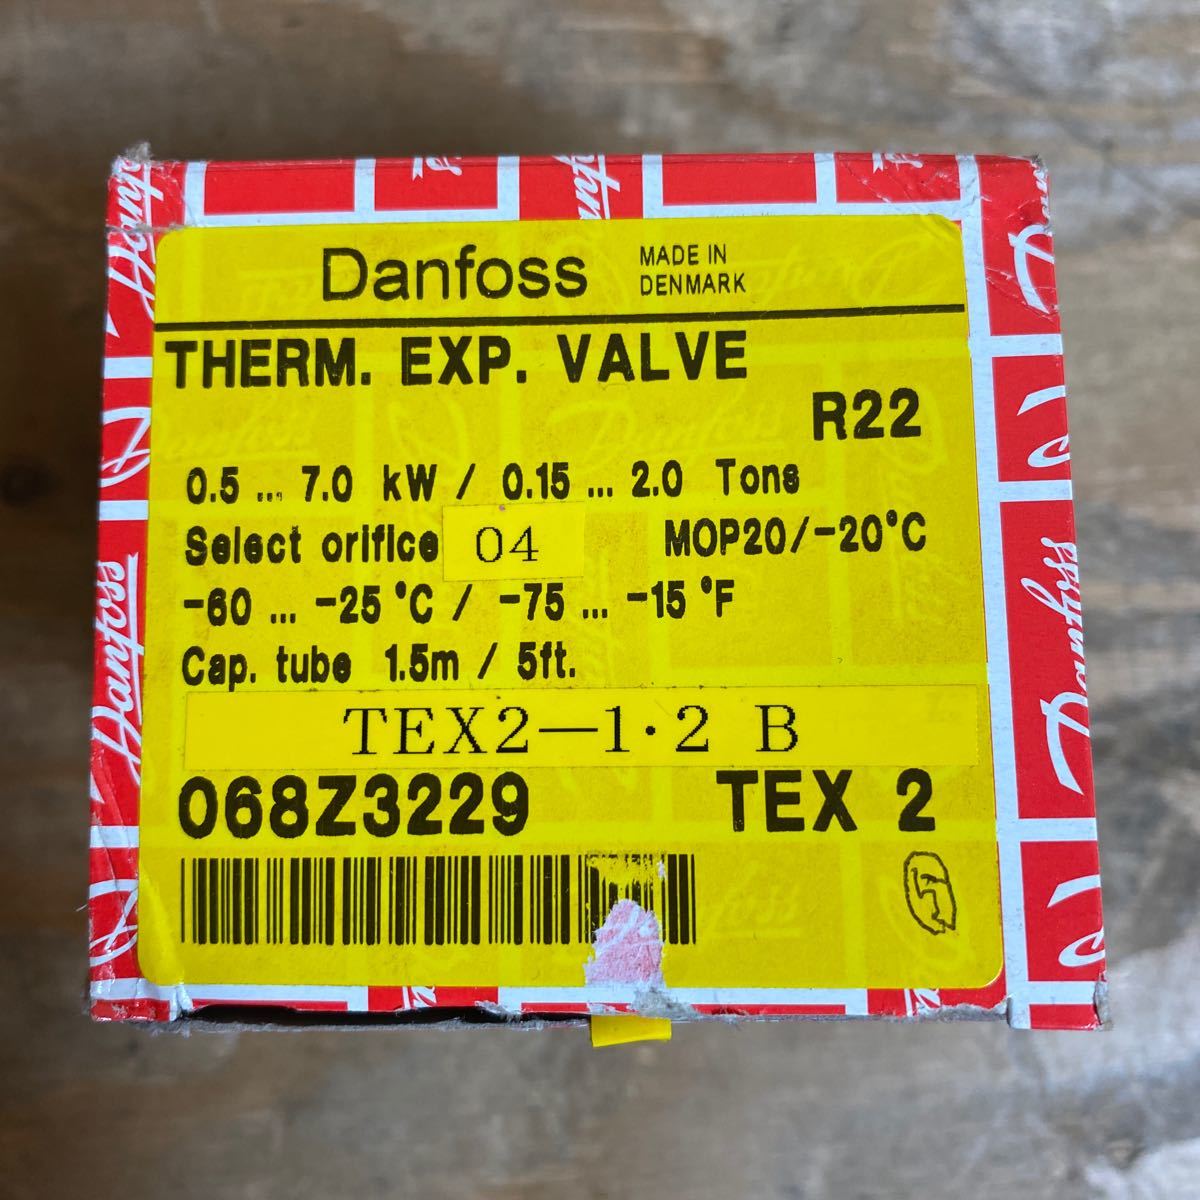 Danfoss MADE IN
DENMARK
THERM. EXP. VALVE
R22
0.5 ... 7.0 kW / 0.15 ... 2.0 Tons
Select orifice 04 MOP20/-20°C
-60 ... -25°C / -75 ... -15°F
Cap. tube 1.5m / 5ft.
TEX2-1・2 B
068Z3229 TEX 2
Danfoss
Danfoss